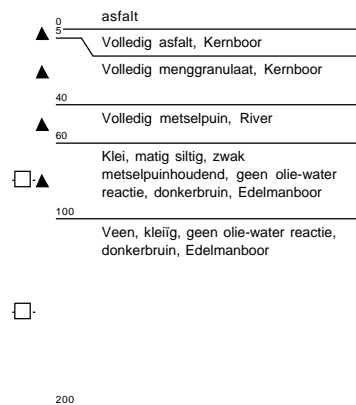 0
asfalt
5
Volledig asfalt, Kernboor
Volledig menggranulaat, Kernboor
40
Volledig metselpuin, River
60
Klei, matig siltig, zwak
metselpuinhoudend, geen olie-water
reactie, donkerbruin, Edelmanboor
100
Veen, kleiïg, geen olie-water reactie,
donkerbruin, Edelmanboor
200